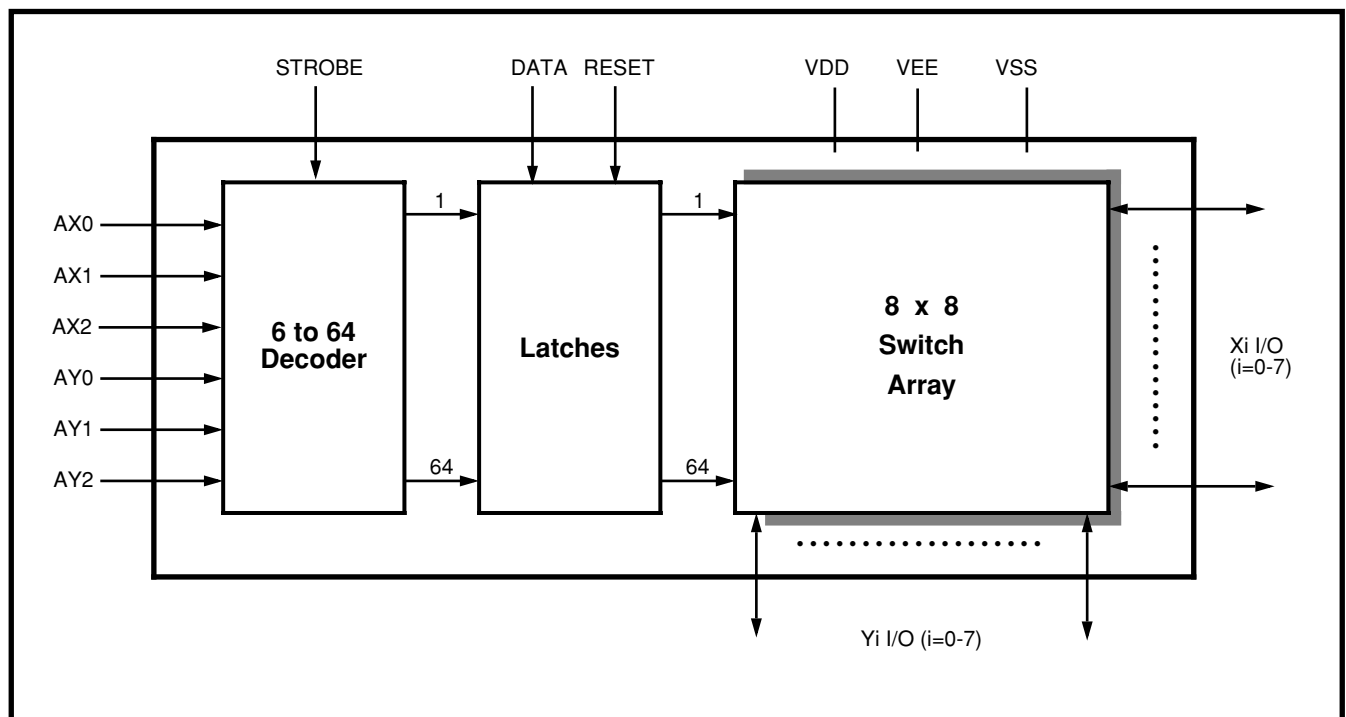 STROBE
DATA
RESET
VDD
VEE
VSS
AX0
AX1
AX2
AY0
AY1
AY2
6 to 64
Decoder
1
64
Latches
1
64
8 x 8
Switch
Array
Xi I/O
(i=0-7)
Yi I/O (i=0-7)